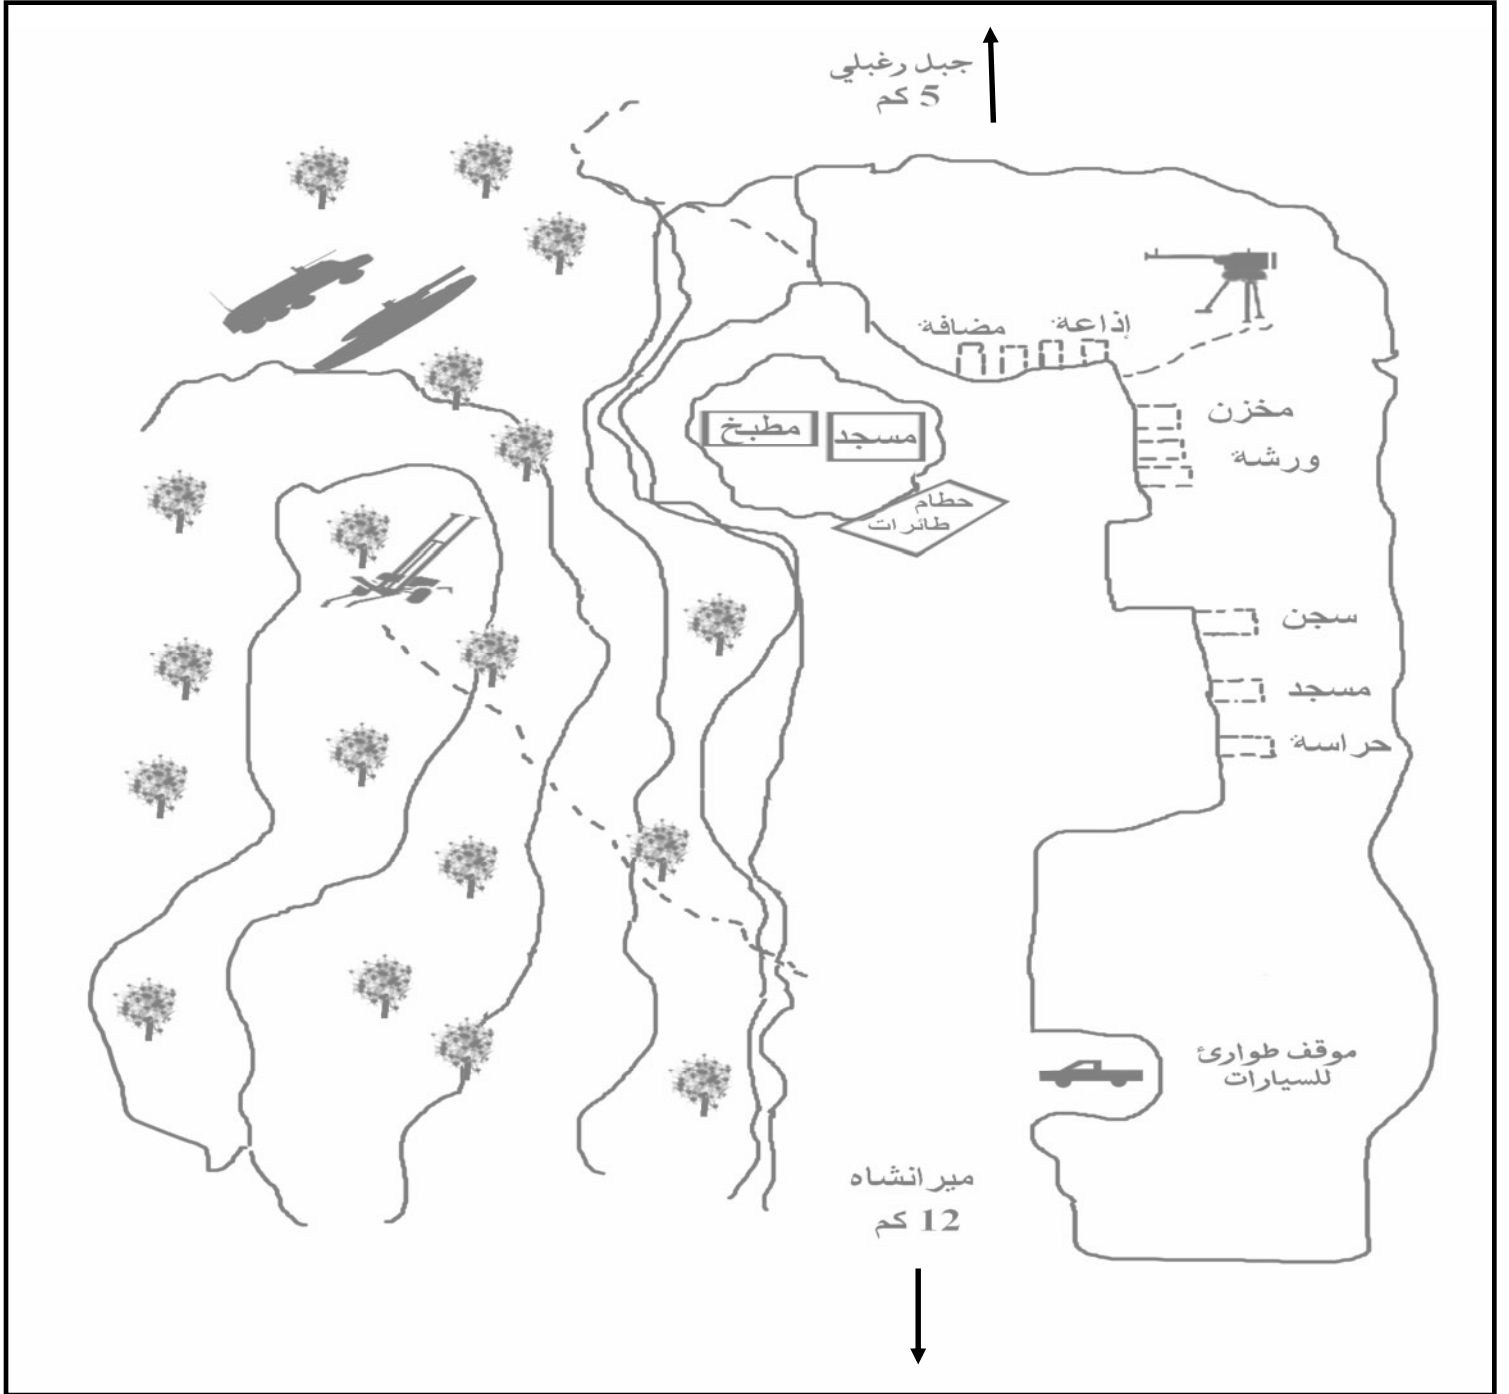 جبل رغبلي
5 كم
إذاعة
مضافة
مخزن
مسجد
مطبخ
ورشة
حطام
طائرات
سجن
مسجد
حراسة
موقف طوارئ
للسيارات
ميرانشاه
12 كم